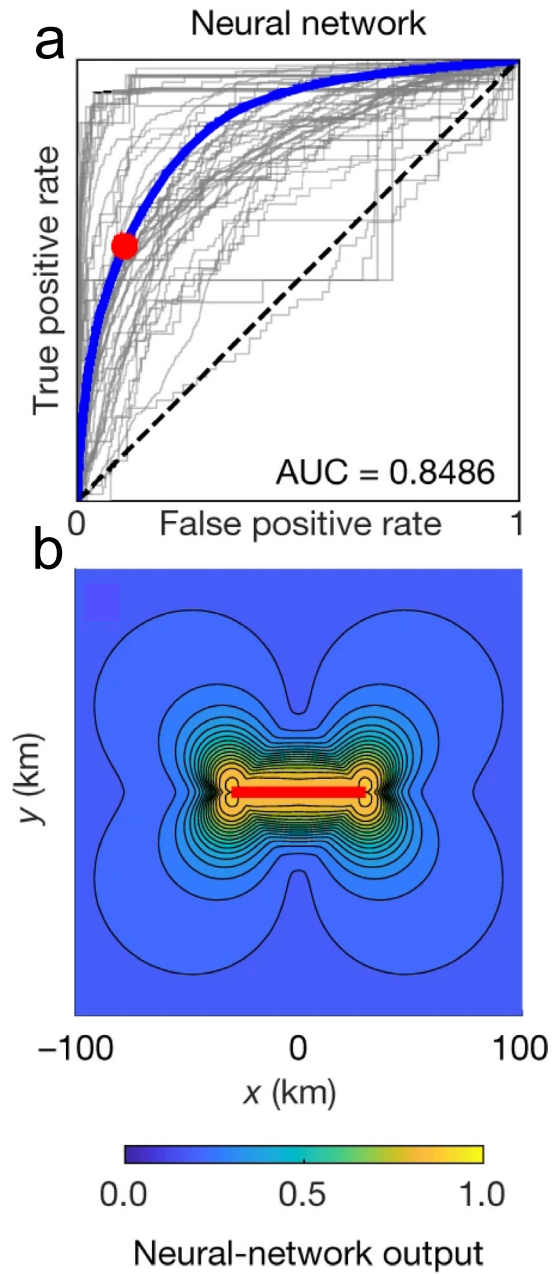 a
Neural network
True positive rate
AUC = 0.8486
0 False positive rate 1
b
y (km)
−100 0 100
x (km)
0.0 0.5 1.0
Neural-network output